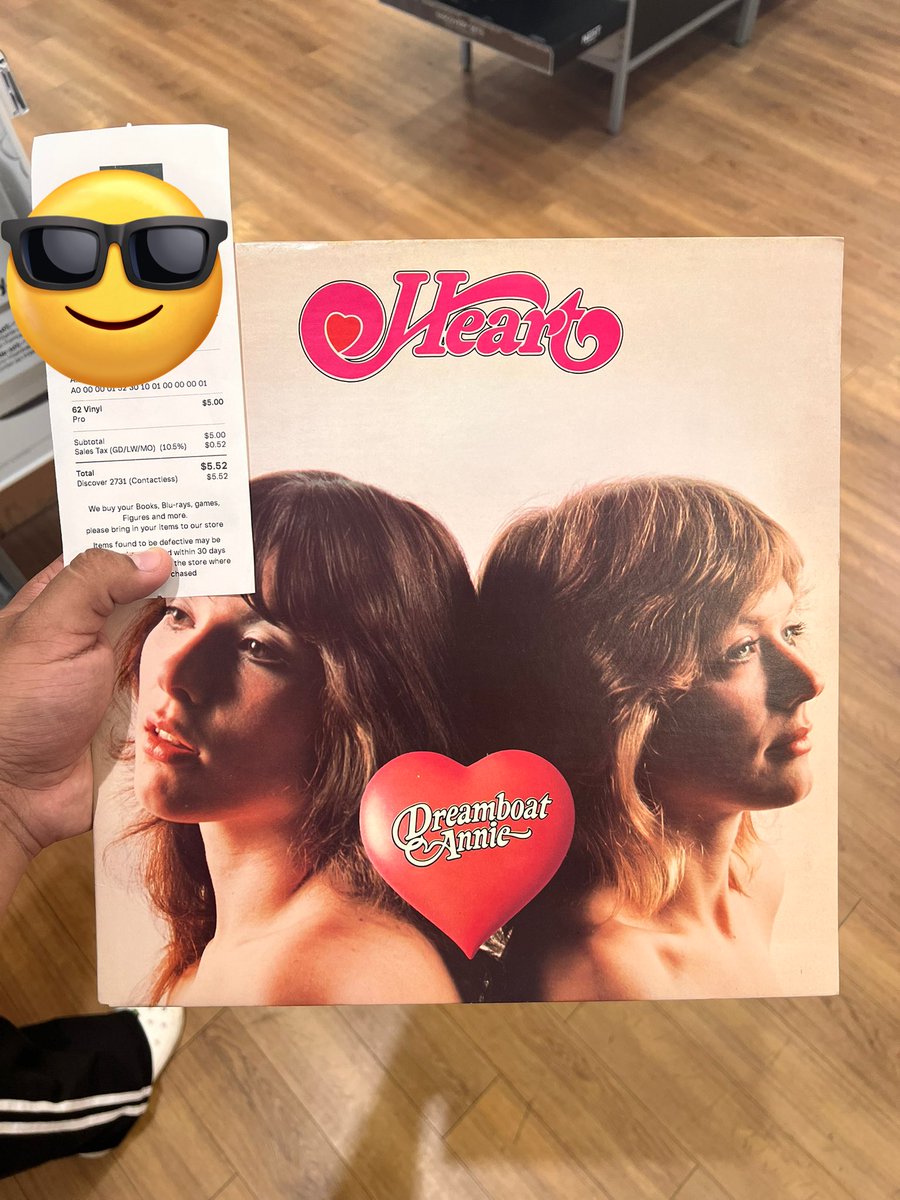 A0 00 00 01 52 30 10 01 00 00 00 01
62 Vinyl $5.00
Pro
Subtotal $5.00
Sales Tax (GD/LW/MO) (10.5%) $0.52
Total $5.52
Discover 2731 (Contactless) $5.52
We buy your Books, Blu-rays, games,
Figures and more.
please bring in your items to our store
Items found to be defective may be
d within 30 days
the store where
chased
Heart
Dreamboat
Annie